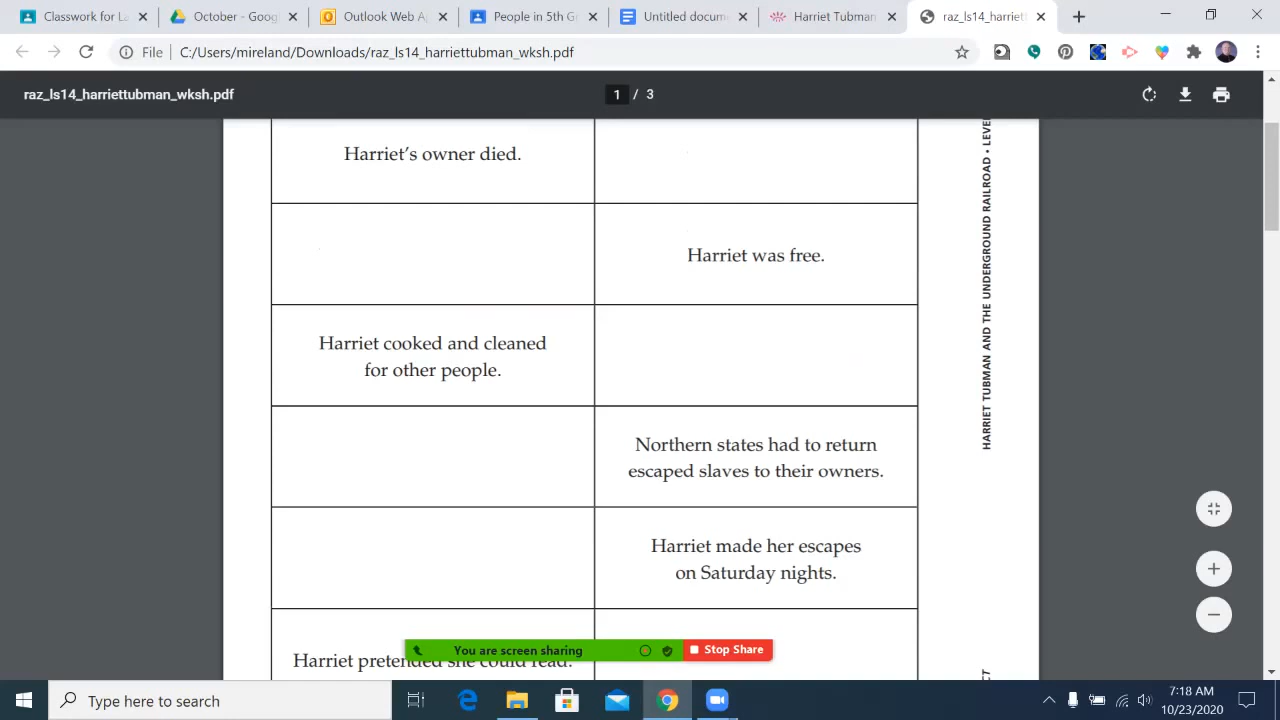 Classwork for La
October - Goog
Outlook Web A
People in 5th Gr
Untitled docum
Harriet Tubman
raz_ls14_harriett
File
C:/Users/mireland/Downloads/raz_ls14_harriettubman_wksh.pdf
raz_ls14_harriettubman_wksh.pdf
1 / 3
Harriet's owner died.
Harriet was free.
Harriet cooked and cleaned
for other people.
Northern states had to return
escaped slaves to their owners.
Harriet made her escapes
on Saturday nights.
Harriet pretended she could read.
HARRIET TUBMAN AND THE UNDERGROUND RAILROAD • LEVE
You are screen sharing
Stop Share
Type here to search
7:18 AM
10/23/2020